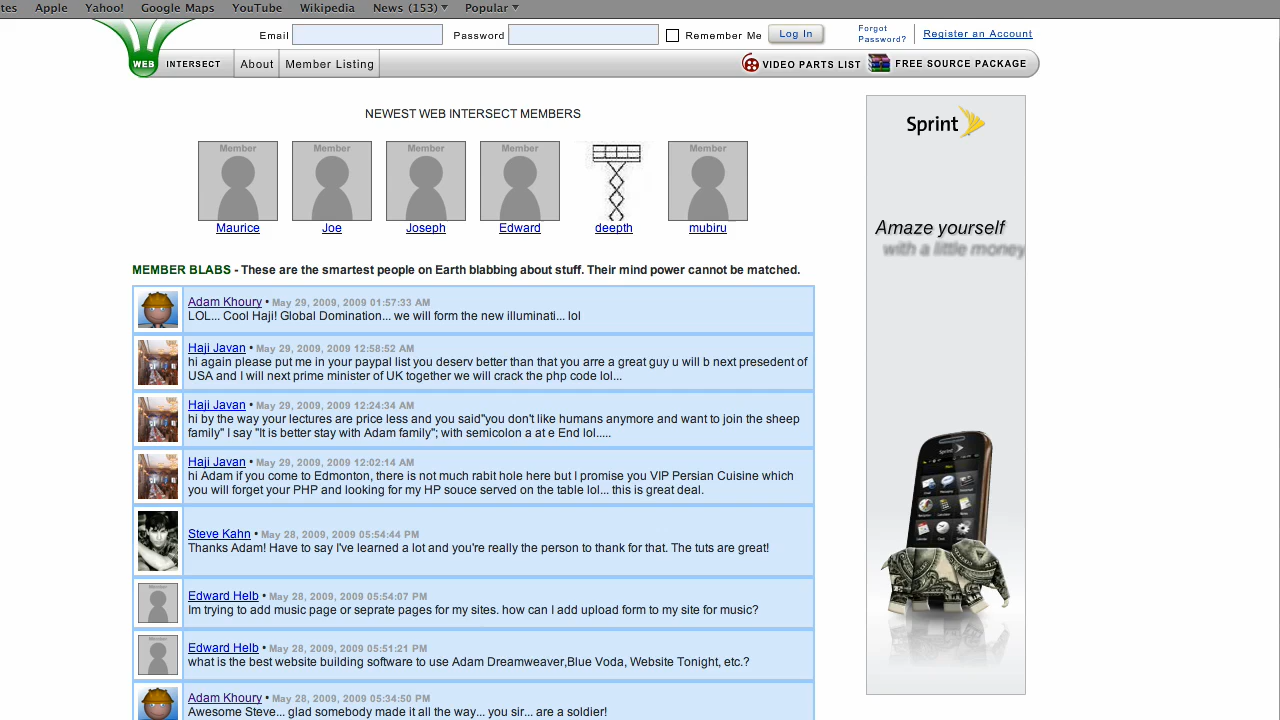 tes Apple Yahoo! Google Maps YouTube Wikipedia News (153) Popular
Email Password Remember Me Log In Forgot Password? Register an Account
WEB INTERSECT About Member Listing VIDEO PARTS LIST FREE SOURCE PACKAGE
NEWEST WEB INTERSECT MEMBERS
Member Member Member Member Member
Maurice Joe Joseph Edward deepth mubiru
MEMBER BLABS - These are the smartest people on Earth blabbing about stuff. Their mind power cannot be matched.
Adam Khoury • May 29, 2009, 2009 01:57:33 AM
LOL... Cool Haji! Global Domination... we will form the new illuminati... lol
Haji Javan • May 29, 2009, 2009 12:58:52 AM
hi again please put me in your paypal list you deserv better than that you are a great guy u will b next presedent of
USA and I will next prime minister of UK together we will crack the php code lol...
Haji Javan • May 29, 2009, 2009 12:24:34 AM
hi by the way your lectures are price less and you said"you don't like humans anymore and want to join the sheep
family" I say "It is better stay with Adam family"; with semicolon a at e End lol.....
Haji Javan • May 29, 2009, 2009 12:02:14 AM
hi Adam if you come to Edmonton, there is not much rabit hole here but I promise you VIP Persian Cuisine which
you will forget your PHP and looking for my HP souce served on the table lol... this is great deal.
Steve Kahn • May 28, 2009, 2009 05:54:44 PM
Thanks Adam! Have to say I've learned a lot and you're really the person to thank for that. The tuts are great!
Member
Edward Helb • May 28, 2009, 2009 05:54:07 PM
Im trying to add music page or seprate pages for my sites. how can I add upload form to my site for music?
Member
Edward Helb • May 28, 2009, 2009 05:51:21 PM
what is the best website building software to use Adam Dreamweaver,Blue Voda, Website Tonight, etc.?
Adam Khoury • May 28, 2009, 2009 05:34:50 PM
Awesome Steve... glad somebody made it all the way... you sir... are a soldier!
Sprint
Amaze yourself
with a little money
Sprint